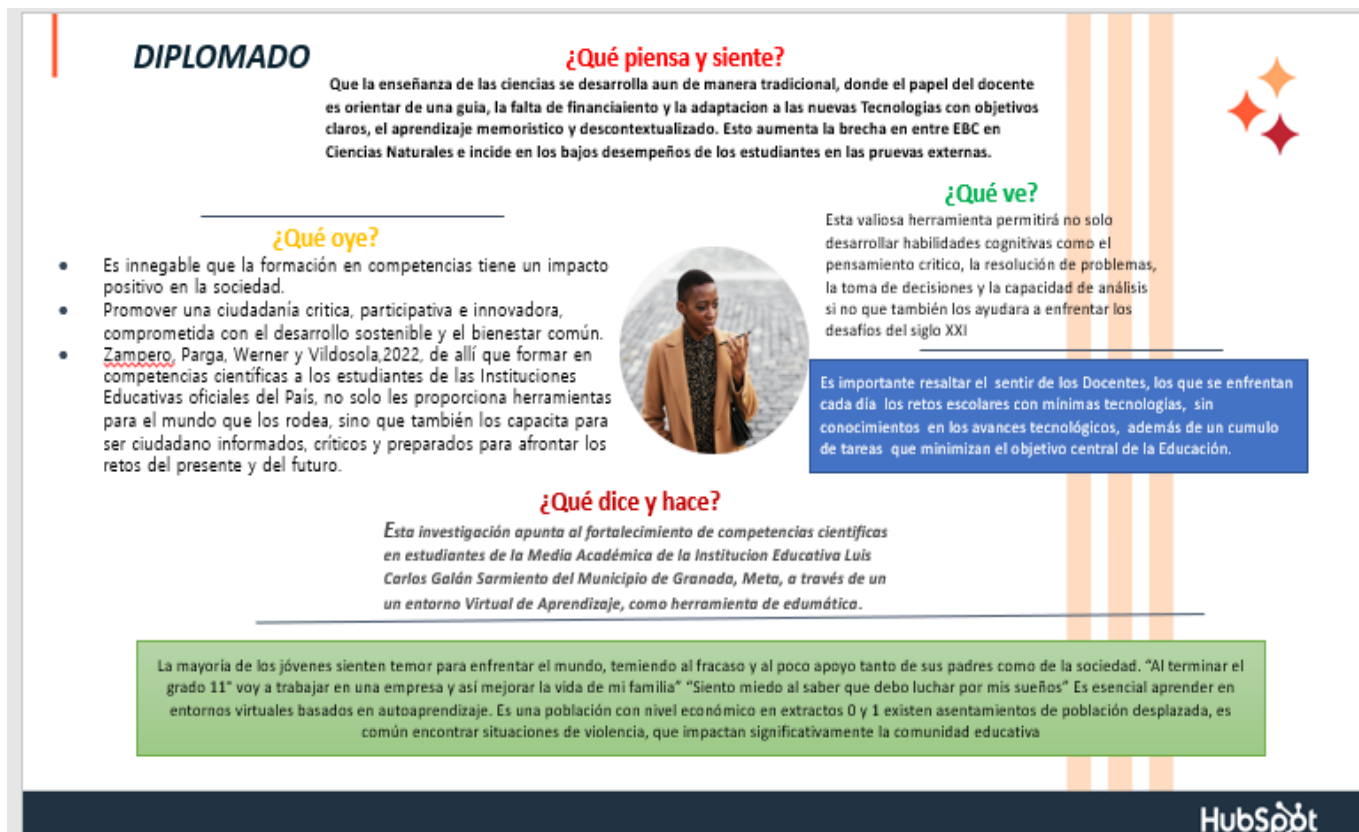 DIPLOMADO
¿Qué piensa y siente?
Que la enseñanza de las ciencias se desarrolla aun de manera tradicional, donde el papel del docente
es orientar de una guia, la falta de financiaiento y la adaptacion a las nuevas Tecnologias con objetivos
claros, el aprendizaje memoristico y descontextualizado. Esto aumenta la brecha en entre EBC en
Ciencias Naturales e incide en los bajos desempeños de los estudiantes en las pruevas externas.
¿Qué ve?
Esta valiosa herramienta permitirá no solo
desarrollar habilidades cognitivas como el
pensamiento critico, la resolución de problemas,
la toma de decisiones y la capacidad de análisis
si no que también los ayudara a enfrentar los
desafíos del siglo XXI
¿Qué oye?
• Es innegable que la formación en competencias tiene un impacto
positivo en la sociedad.
• Promover una ciudadanía critica, participativa e innovadora,
comprometida con el desarrollo sostenible y el bienestar común.
• Zampero, Parga, Werner y Vildosola,2022, de allí que formar en
competencias científicas a los estudiantes de las Instituciones
Educativas oficiales del País, no solo les proporciona herramientas
para el mundo que los rodea, sino que también los capacita para
ser ciudadano informados, críticos y preparados para afrontar los
retos del presente y del futuro.
Es importante resaltar el sentir de los Docentes, los que se enfrentan
cada día los retos escolares con mínimas tecnologías, sin
conocimientos en los avances tecnológicos, además de un cumulo
de tareas que minimizan el objetivo central de la Educación.
¿Qué dice y hace?
Esta investigación apunta al fortalecimiento de competencias científicas
en estudiantes de la Media Académica de la Institucion Educativa Luis
Carlos Galán Sarmiento del Municipio de Granada, Meta, a través de un
un entorno Virtual de Aprendizaje, como herramienta de edumática.
La mayoría de los jóvenes sienten temor para enfrentar el mundo, temiendo al fracaso y al poco apoyo tanto de sus padres como de la sociedad. “Al terminar el
grado 11° voy a trabajar en una empresa y así mejorar la vida de mi familia” “Siento miedo al saber que debo luchar por mis sueños” Es esencial aprender en
entornos virtuales basados en autoaprendizaje. Es una población con nivel económico en extractos 0 y 1 existen asentamientos de población desplazada, es
común encontrar situaciones de violencia, que impactan significativamente la comunidad educativa
HubSpot